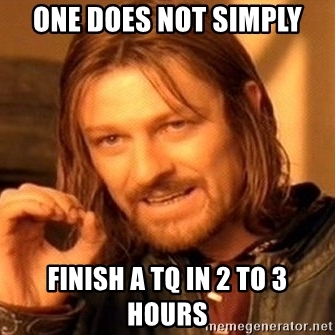 ONE DOES NOT SIMPLY
FINISH A TQ IN 2 TO 3
HOURS
memegenerator.net